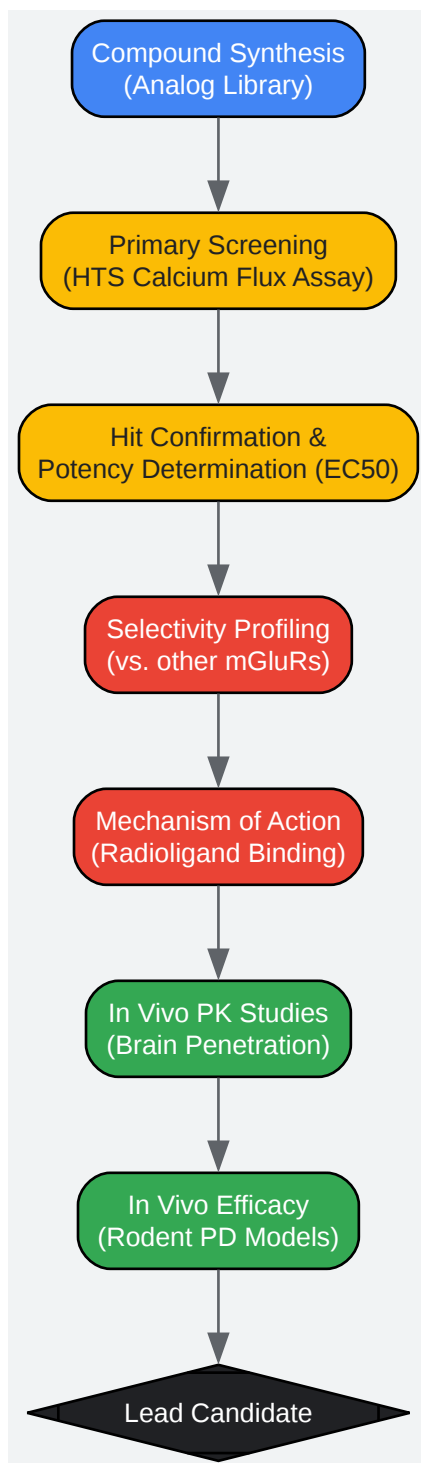 Compound Synthesis
(Analog Library)
Primary Screening
(HTS Calcium Flux Assay)
Hit Confirmation &
Potency Determination (EC50)
Selectivity Profiling
(vs. other mGluRs)
Mechanism of Action
(Radioligand Binding)
In Vivo PK Studies
(Brain Penetration)
In Vivo Efficacy
(Rodent PD Models)
Lead Candidate